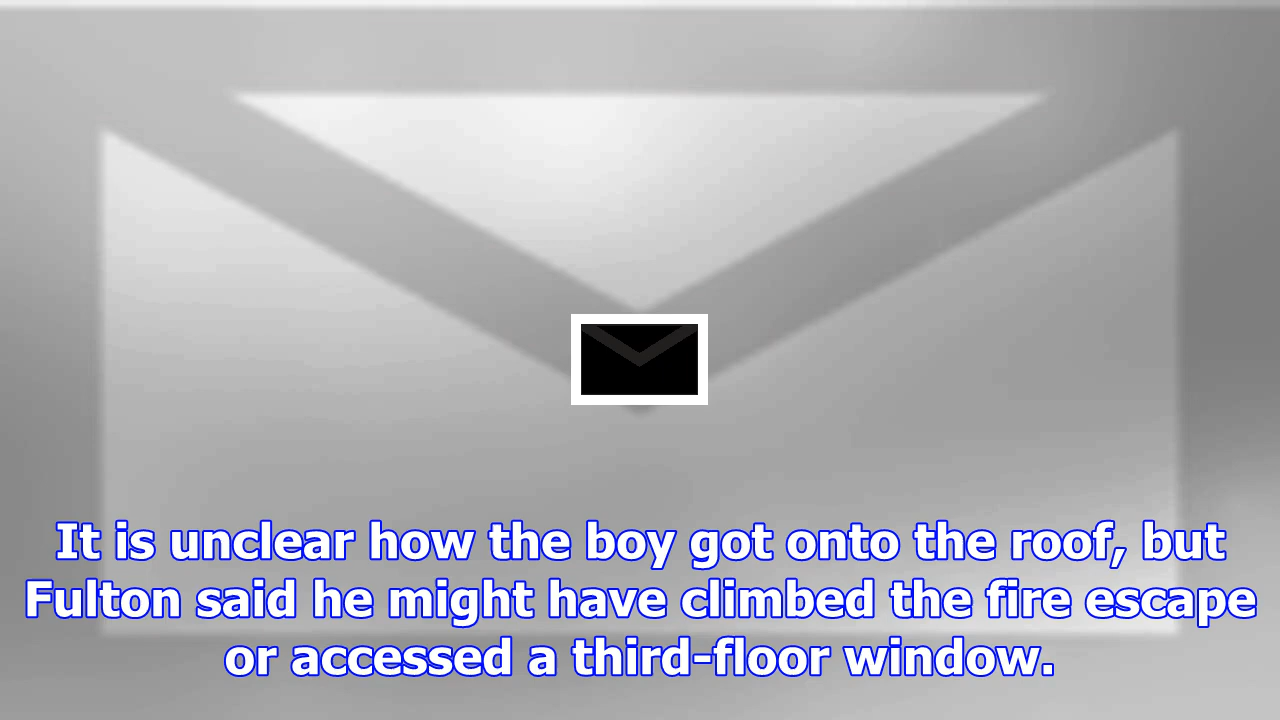 It is unclear how the boy got onto the roof, but
Fulton said he might have climbed the fire escape
or accessed a third-floor window.